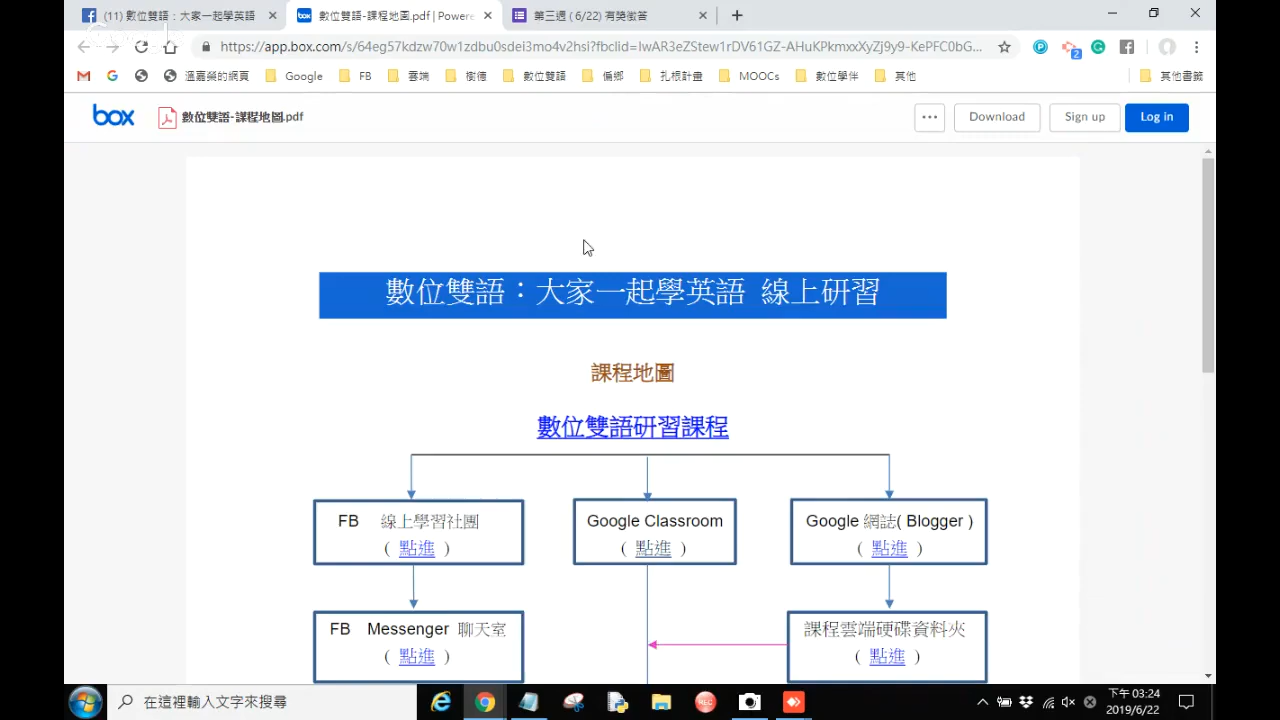 (11) 數位雙語：大家一起學英語
數位雙語-課程地圖.pdf | Powere
第三週 ( 6/22) 有獎徵答
https://app.box.com/s/64eg57kdzw70w1zdbu0sdei3mo4v2hsi?fbclid=IwAR3eZStew1rDV61GZ-AHuKPkmxxXyZj9y9-KePFC0bG...
2
溫嘉榮的網頁
Google
FB
雲端
樹德
數位雙語
偏鄉
扎根計畫
MOOCs
數位學伴
其他
其他書籤
box
數位雙語-課程地圖.pdf
Download
Sign up
Log in
數位雙語：大家一起學英語 線上研習
課程地圖
數位雙語研習課程
FB 線上學習社團
( 點進 )
Google Classroom
( 點進 )
Google 網誌( Blogger )
( 點進 )
FB Messenger 聊天室
( 點進 )
課程雲端硬碟資料夾
( 點進 )
在這裡輸入文字來搜尋
REC
下午 03:24
2019/6/22